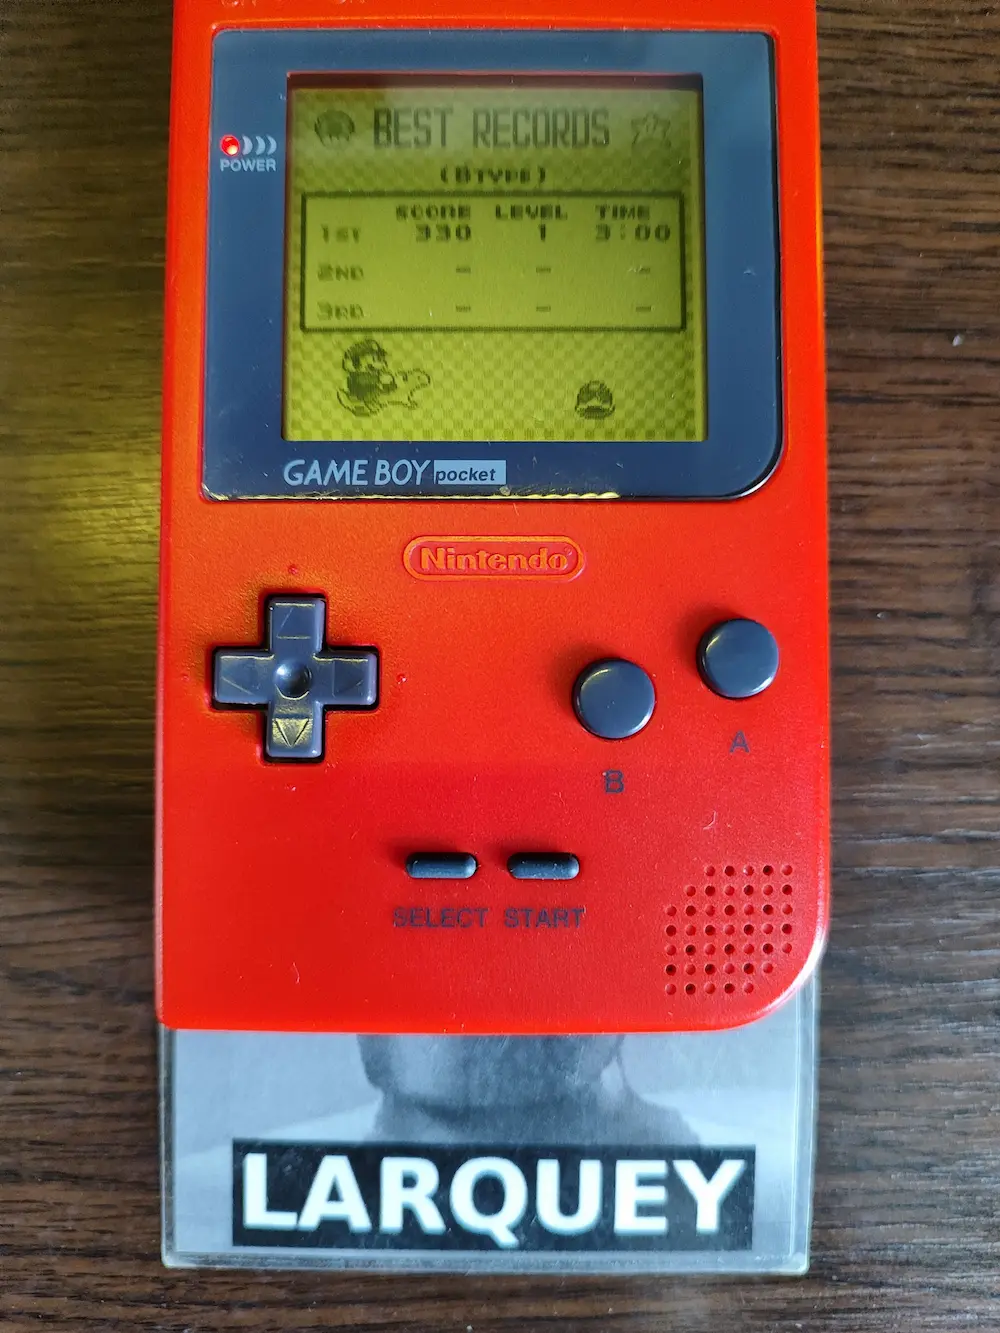 BEST RECORDS
(BTYPE)
SCORE LEVEL TIME
1ST 330 1 3:00
2ND - - -
3RD - - -
POWER
GAME BOY pocket
Nintendo®
A
B
SELECT START
LARQUEY